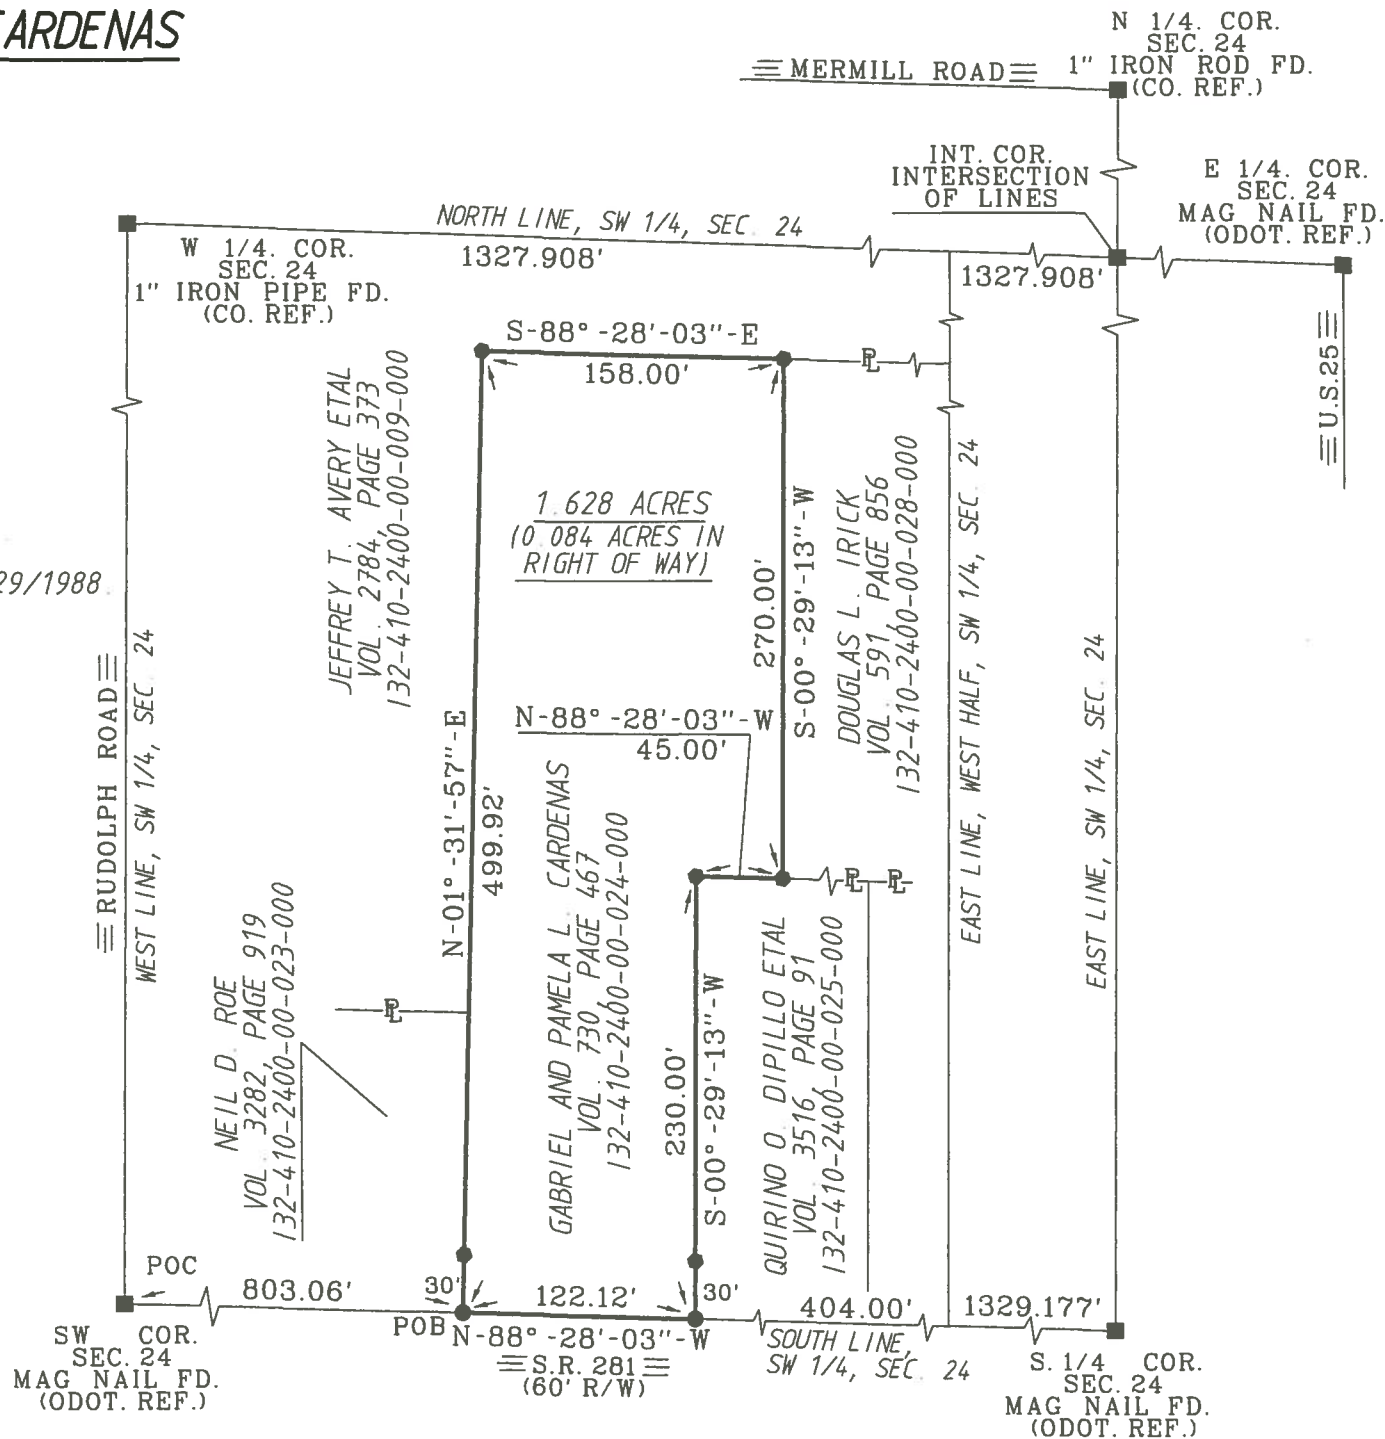 CARDENAS
N 1/4. COR.
SEC. 24
1" IRON ROD FD.
(CO. REF.)
MERMILL ROAD
INT. COR.
INTERSECTION
OF LINES
E 1/4. COR.
SEC. 24
MAG NAIL FD.
(ODOT. REF.)
NORTH LINE, SW 1/4, SEC. 24
1327.908'
1327.908'
W 1/4. COR.
SEC. 24
1" IRON PIPE FD.
(CO. REF.)
U.S.25
S-88°-28'-03"-E
158.00'
PL
JEFFREY T. AVERY ETAL
VOL. 2784, PAGE 373
132-410-2400-00-009-000
1.628 ACRES
(0.084 ACRES IN
RIGHT OF WAY)
270.00'
S-00°-29'-13"-W
DOUGLAS L. IRICK
VOL. 591, PAGE 856
132-410-2400-00-028-000
EAST LINE, WEST HALF, SW 1/4, SEC. 24
EAST LINE, SW 1/4, SEC. 24
29/1988
RUDOLPH ROAD
WEST LINE, SW 1/4, SEC. 24
N-01°-31'-57"-E
499.92'
N-88°-28'-03"-W
45.00'
PL
PL
NEIL D. ROE
VOL. 3282, PAGE 919
132-410-2400-00-023-000
PL
GABRIEL AND PAMELA L. CARDENAS
VOL. 730, PAGE 467
132-410-2400-00-024-000
230.00'
S-00°-29'-13"-W
QUIRINO O. DIPILLO ETAL
VOL. 3516, PAGE 91
132-410-2400-00-025-000
POC
803.06'
30'
122.12'
30'
404.00'
1329.177'
POB
N-88°-28'-03"-W
S.R. 281
(60' R/W)
SOUTH LINE,
SW 1/4, SEC. 24
SW COR.
SEC. 24
MAG NAIL FD.
(ODOT. REF.)
S. 1/4 COR.
SEC. 24
MAG NAIL FD.
(ODOT. REF.)